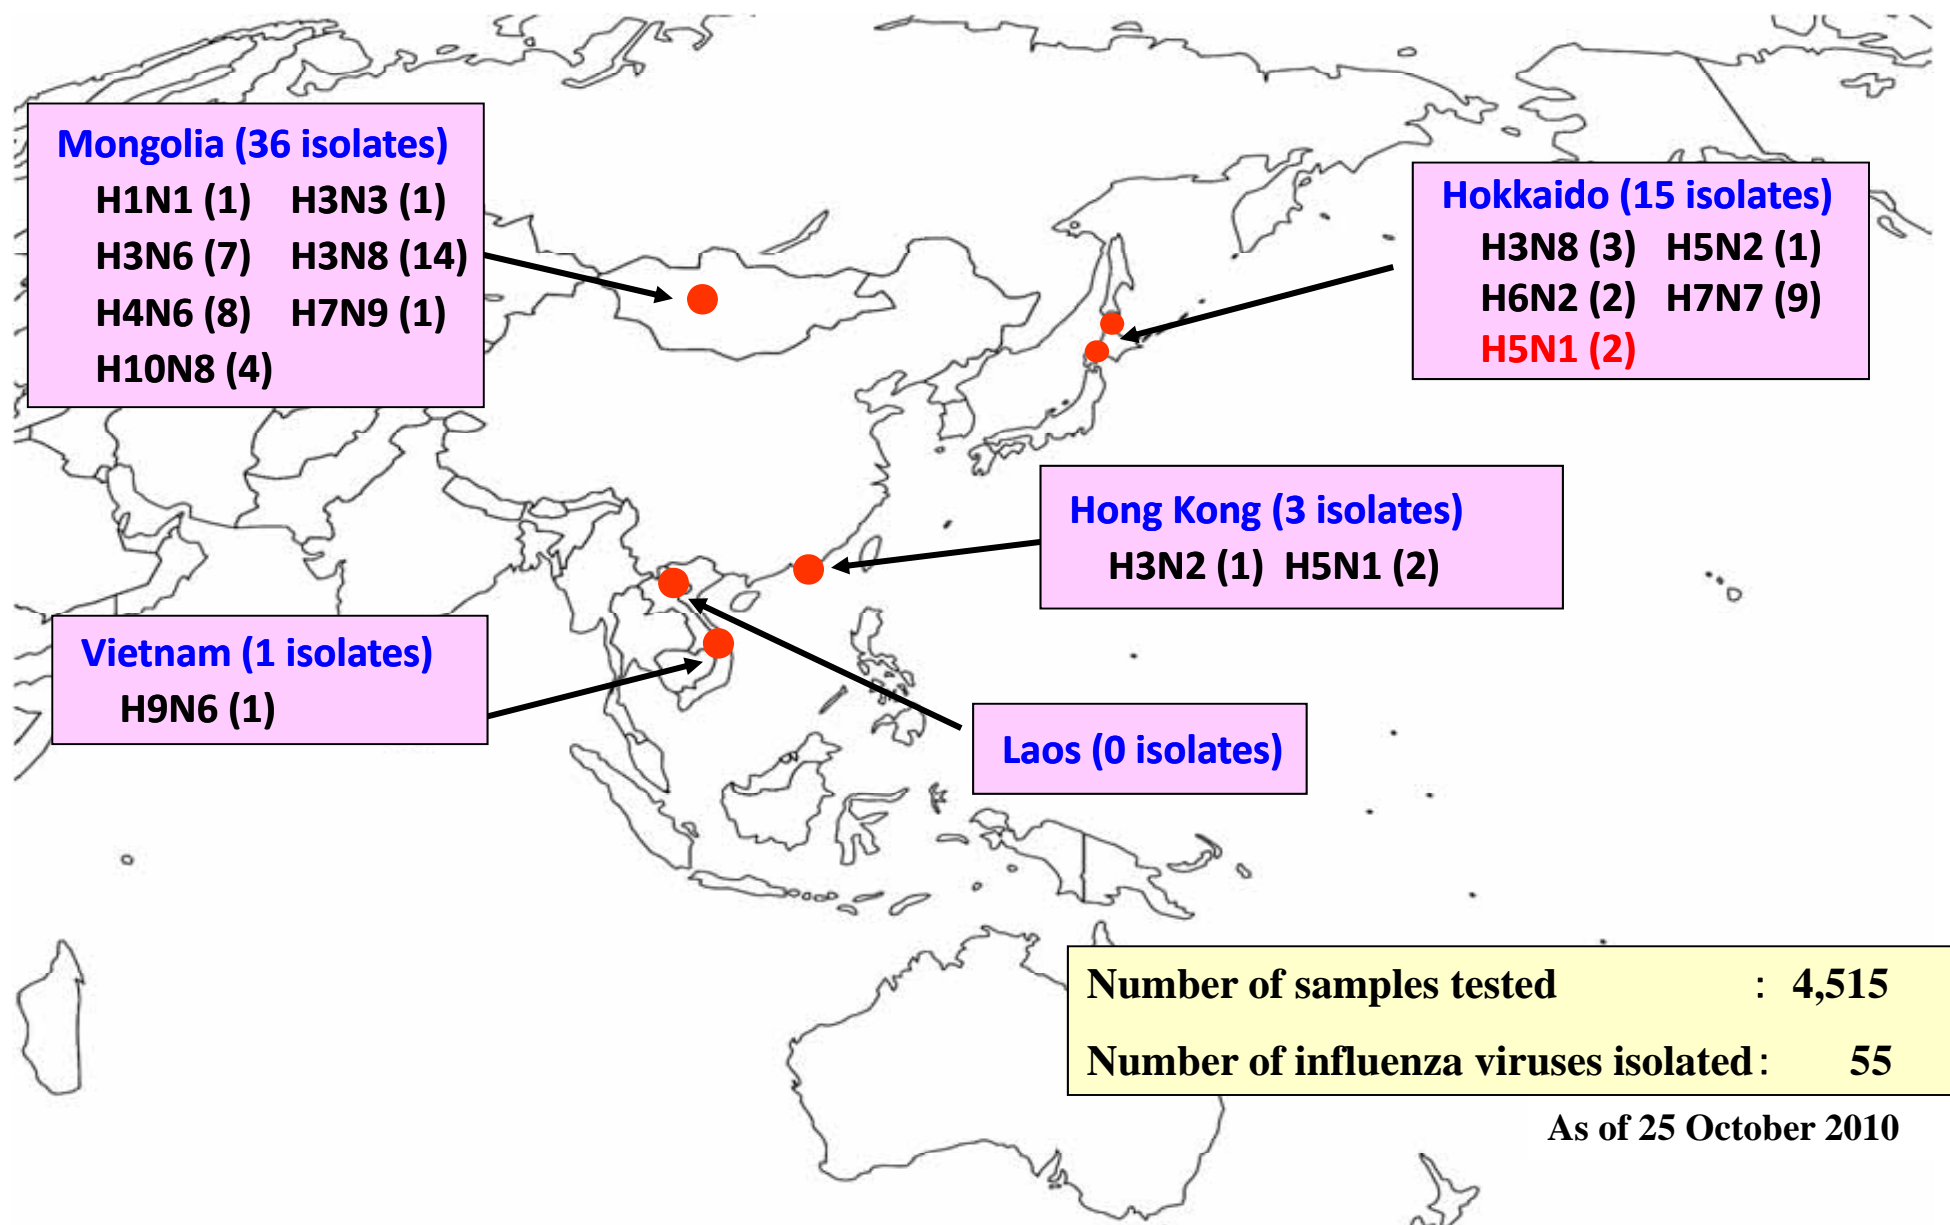 Mongolia (36 isolates)
H1N1 (1) H3N3 (1)
H3N6 (7) H3N8 (14)
H4N6 (8) H7N9 (1)
H10N8 (4)
Hokkaido (15 isolates)
H3N8 (3) H5N2 (1)
H6N2 (2) H7N7 (9)
H5N1 (2)
Hong Kong (3 isolates)
H3N2 (1) H5N1 (2)
Vietnam (1 isolates)
H9N6 (1)
Laos (0 isolates)
Number of samples tested : 4,515
Number of influenza viruses isolated : 55
As of 25 October 2010